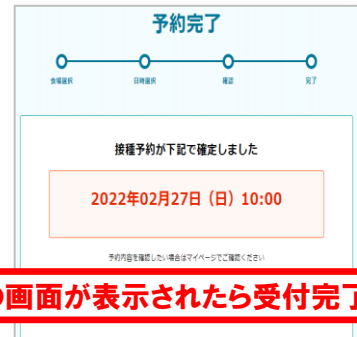 予約完了
会場選択 日時選択 確認 完了
接種予約が下記で確定しました
2022年02月27日（日）10:00
予約内容を確認したい場合はマイページでご確認ください
の画面が表示されたら受付完了